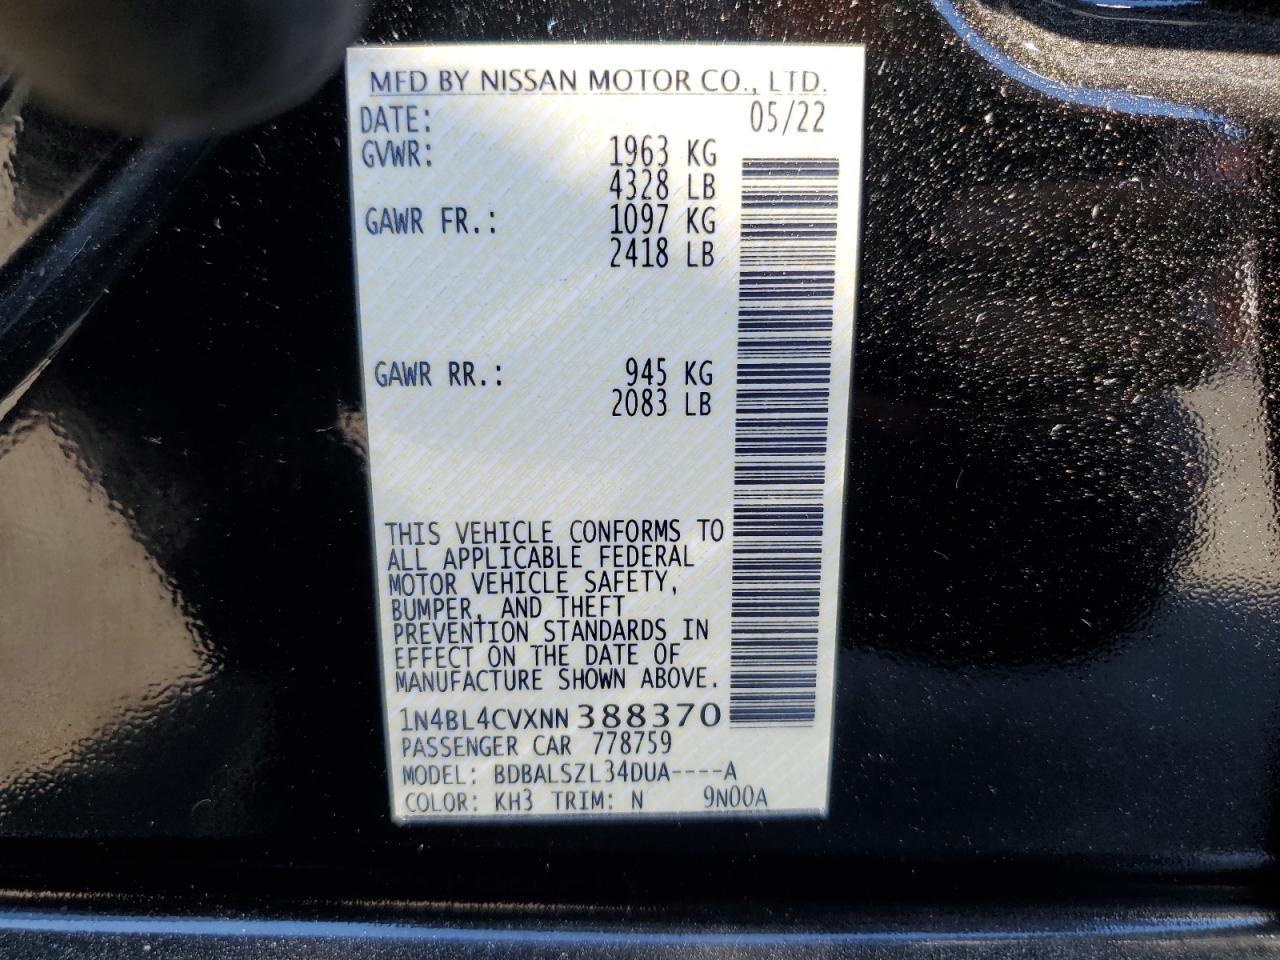 MFD BY NISSAN MOTOR CO., LTD.
DATE: 05/22
GVWR: 1963 KG
4328 LB
GAWR FR.: 1097 KG
2418 LB
GAWR RR.: 945 KG
2083 LB
THIS VEHICLE CONFORMS TO
ALL APPLICABLE FEDERAL
MOTOR VEHICLE SAFETY,
BUMPER, AND THEFT
PREVENTION STANDARDS IN
EFFECT ON THE DATE OF
MANUFACTURE SHOWN ABOVE.
1N4BL4CVXNN388370
PASSENGER CAR 778759
MODEL: BDBALSZL34DUA----A
COLOR: KH3 TRIM: N 9N00A